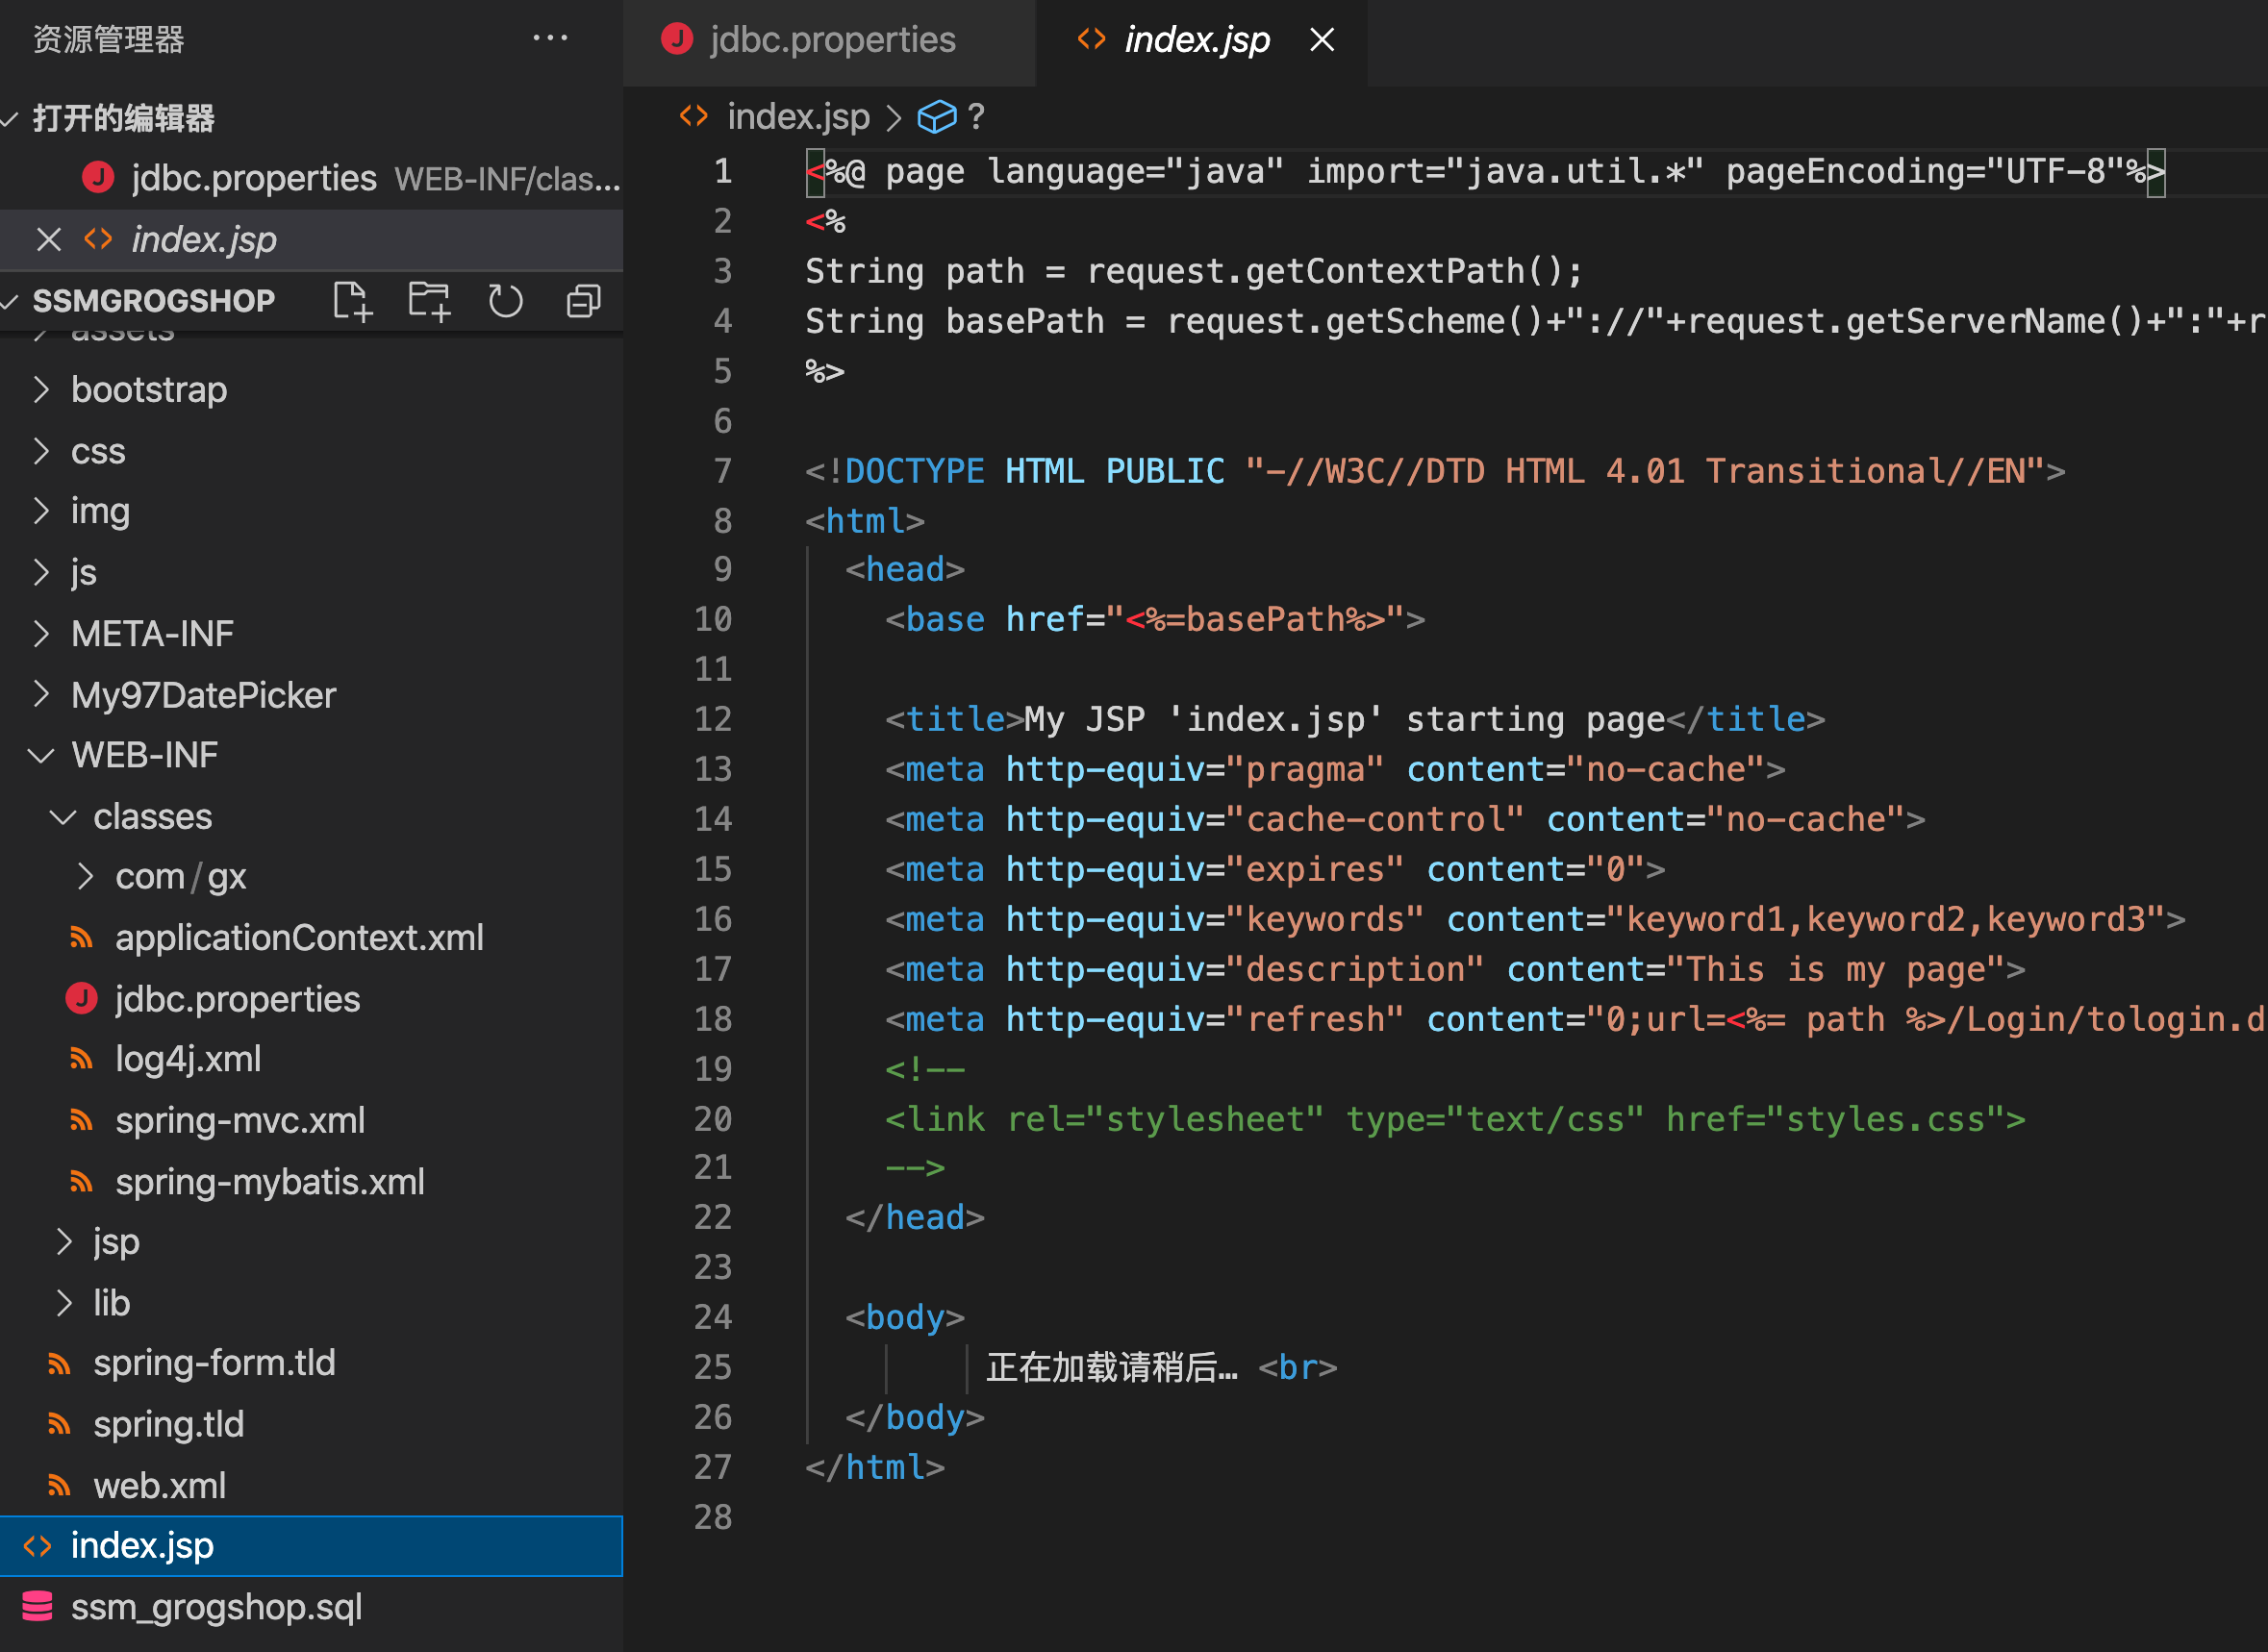 资源管理器
打开的编辑器
jdbc.properties WEB-INF/clas...
index.jsp
SSMGROGSHOP
assets
bootstrap
css
img
js
META-INF
My97DatePicker
WEB-INF
classes
com/gx
applicationContext.xml
jdbc.properties
log4j.xml
spring-mvc.xml
spring-mybatis.xml
jsp
lib
spring-form.tld
spring.tld
web.xml
index.jsp
ssm_grogshop.sql
jdbc.properties index.jsp
index.jsp > ?
1 <%@ page language="java" import="java.util.*" pageEncoding="UTF-8"%>
2 <%
3 String path = request.getContextPath();
4 String basePath = request.getScheme()+"://"+request.getServerName()+":"+r
5 %>
6
7 <!DOCTYPE HTML PUBLIC "-//W3C//DTD HTML 4.01 Transitional//EN">
8 <html>
9 <head>
10 <base href="<%=basePath%>">
11
12 <title>My JSP 'index.jsp' starting page</title>
13 <meta http-equiv="pragma" content="no-cache">
14 <meta http-equiv="cache-control" content="no-cache">
15 <meta http-equiv="expires" content="0">
16 <meta http-equiv="keywords" content="keyword1,keyword2,keyword3">
17 <meta http-equiv="description" content="This is my page">
18 <meta http-equiv="refresh" content="0;url=<%= path %>/Login/tologin.d
19 <!--
20 <link rel="stylesheet" type="text/css" href="styles.css">
21 -->
22 </head>
23
24 <body>
25 正在加载请稍后… <br>
26 </body>
27 </html>
28